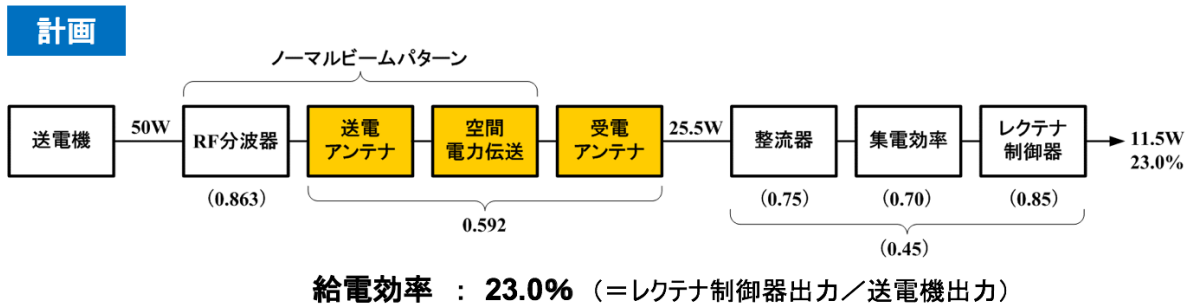 計画
ノーマルビームパターン
送電機
50W
RF分波器
送電
アンテナ
空間
電力伝送
受電
アンテナ
25.5W
整流器
集電効率
レクテナ
制御器
11.5W
23.0%
（0.863）
（0.75）
（0.70）
（0.85）
0.592
（0.45）
給電効率 ： 23.0% （＝レクテナ制御器出力／送電機出力）